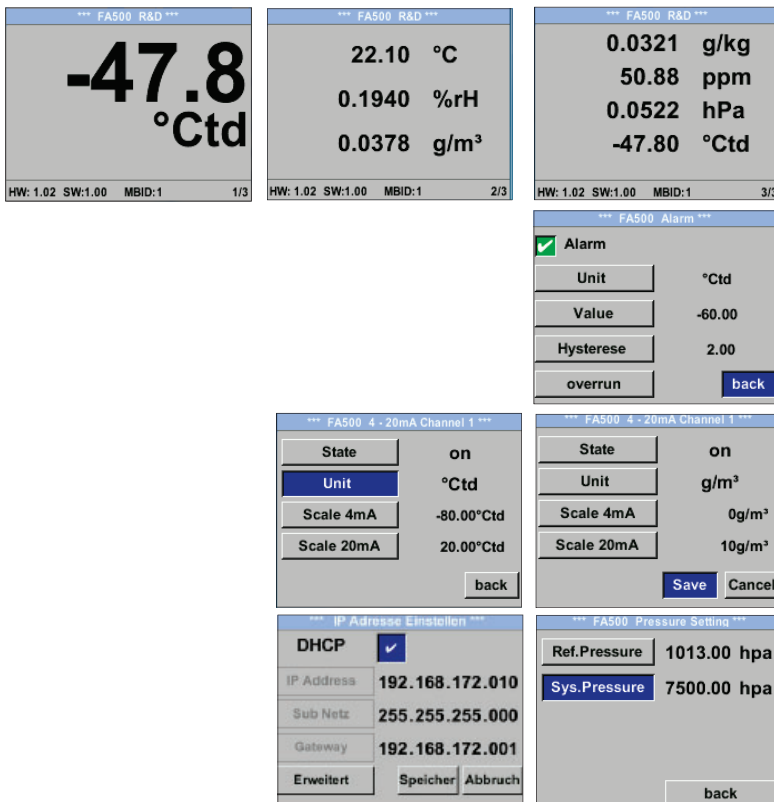 *** FA500 R&D ***
-47.8
°Ctd
HW: 1.02 SW:1.00 MBID:1 1/3
*** FA500 R&D ***
22.10 °C
0.1940 %rH
0.0378 g/m³
HW: 1.02 SW:1.00 MBID:1 2/3
*** FA500 R&D ***
0.0321 g/kg
50.88 ppm
0.0522 hPa
-47.80 °Ctd
HW: 1.02 SW:1.00 MBID:1 3/3
*** FA500 Alarm ***
Alarm
Unit °Ctd
Value -60.00
Hysterese 2.00
overrun back
*** FA500 4 - 20mA Channel 1 ***
State on
Unit °Ctd
Scale 4mA -80.00°Ctd
Scale 20mA 20.00°Ctd
back
*** FA500 4 - 20mA Channel 1 ***
State on
Unit g/m³
Scale 4mA 0g/m³
Scale 20mA 10g/m³
Save Cancel
*** IP Adresse Einstellen ***
DHCP
IP Address 192.168.172.010
Sub Netz 255.255.255.000
Gateway 192.168.172.001
Erweitert Speicher Abbruch
*** FA500 Pressure Setting ***
Ref.Pressure 1013.00 hpa
Sys.Pressure 7500.00 hpa
back